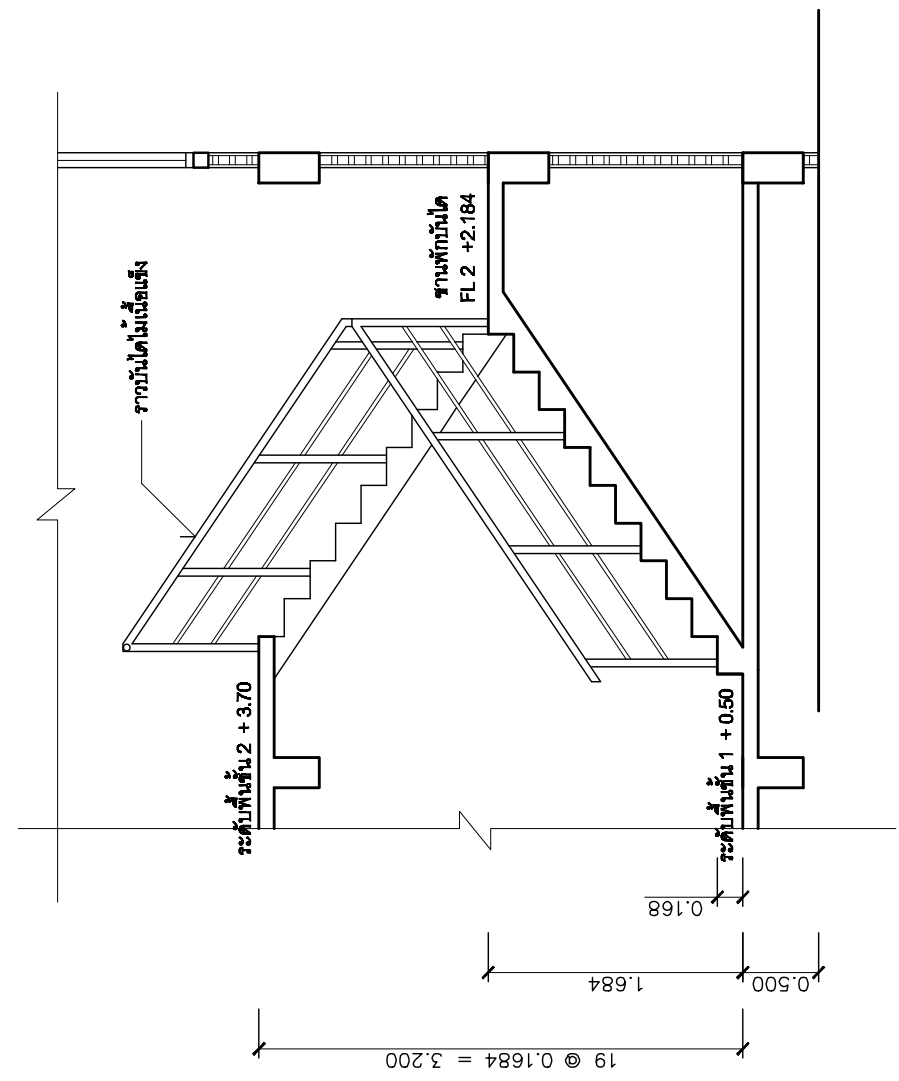 ราวบันไดไม้เนื้อแข็ง
ชานพักบันได
FL 2 +2.184
ระดับพื้นชั้น 2 +3.70
ระดับพื้นชั้น 1 +0.50
0.168
1.684
0.500
19 @ 0.1684 = 3.200